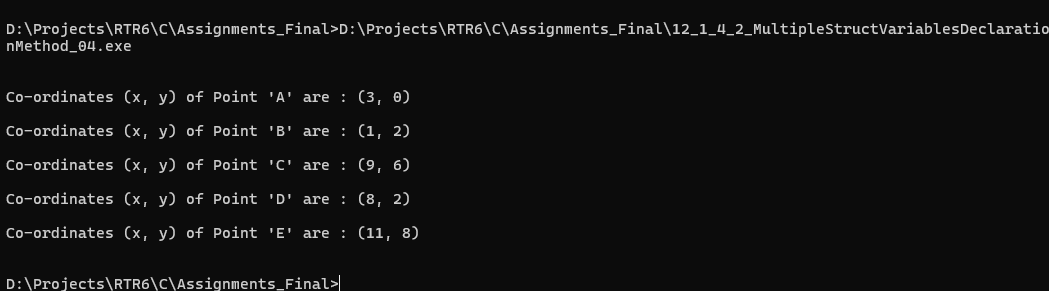 D:\Projects\RTR6\C\Assignments_Final>D:\Projects\RTR6\C\Assignments_Final\12_1_4_2_MultipleStructVariablesDeclaratio
nMethod_04.exe
Co-ordinates (x, y) of Point 'A' are : (3, 0)
Co-ordinates (x, y) of Point 'B' are : (1, 2)
Co-ordinates (x, y) of Point 'C' are : (9, 6)
Co-ordinates (x, y) of Point 'D' are : (8, 2)
Co-ordinates (x, y) of Point 'E' are : (11, 8)
D:\Projects\RTR6\C\Assignments_Final>